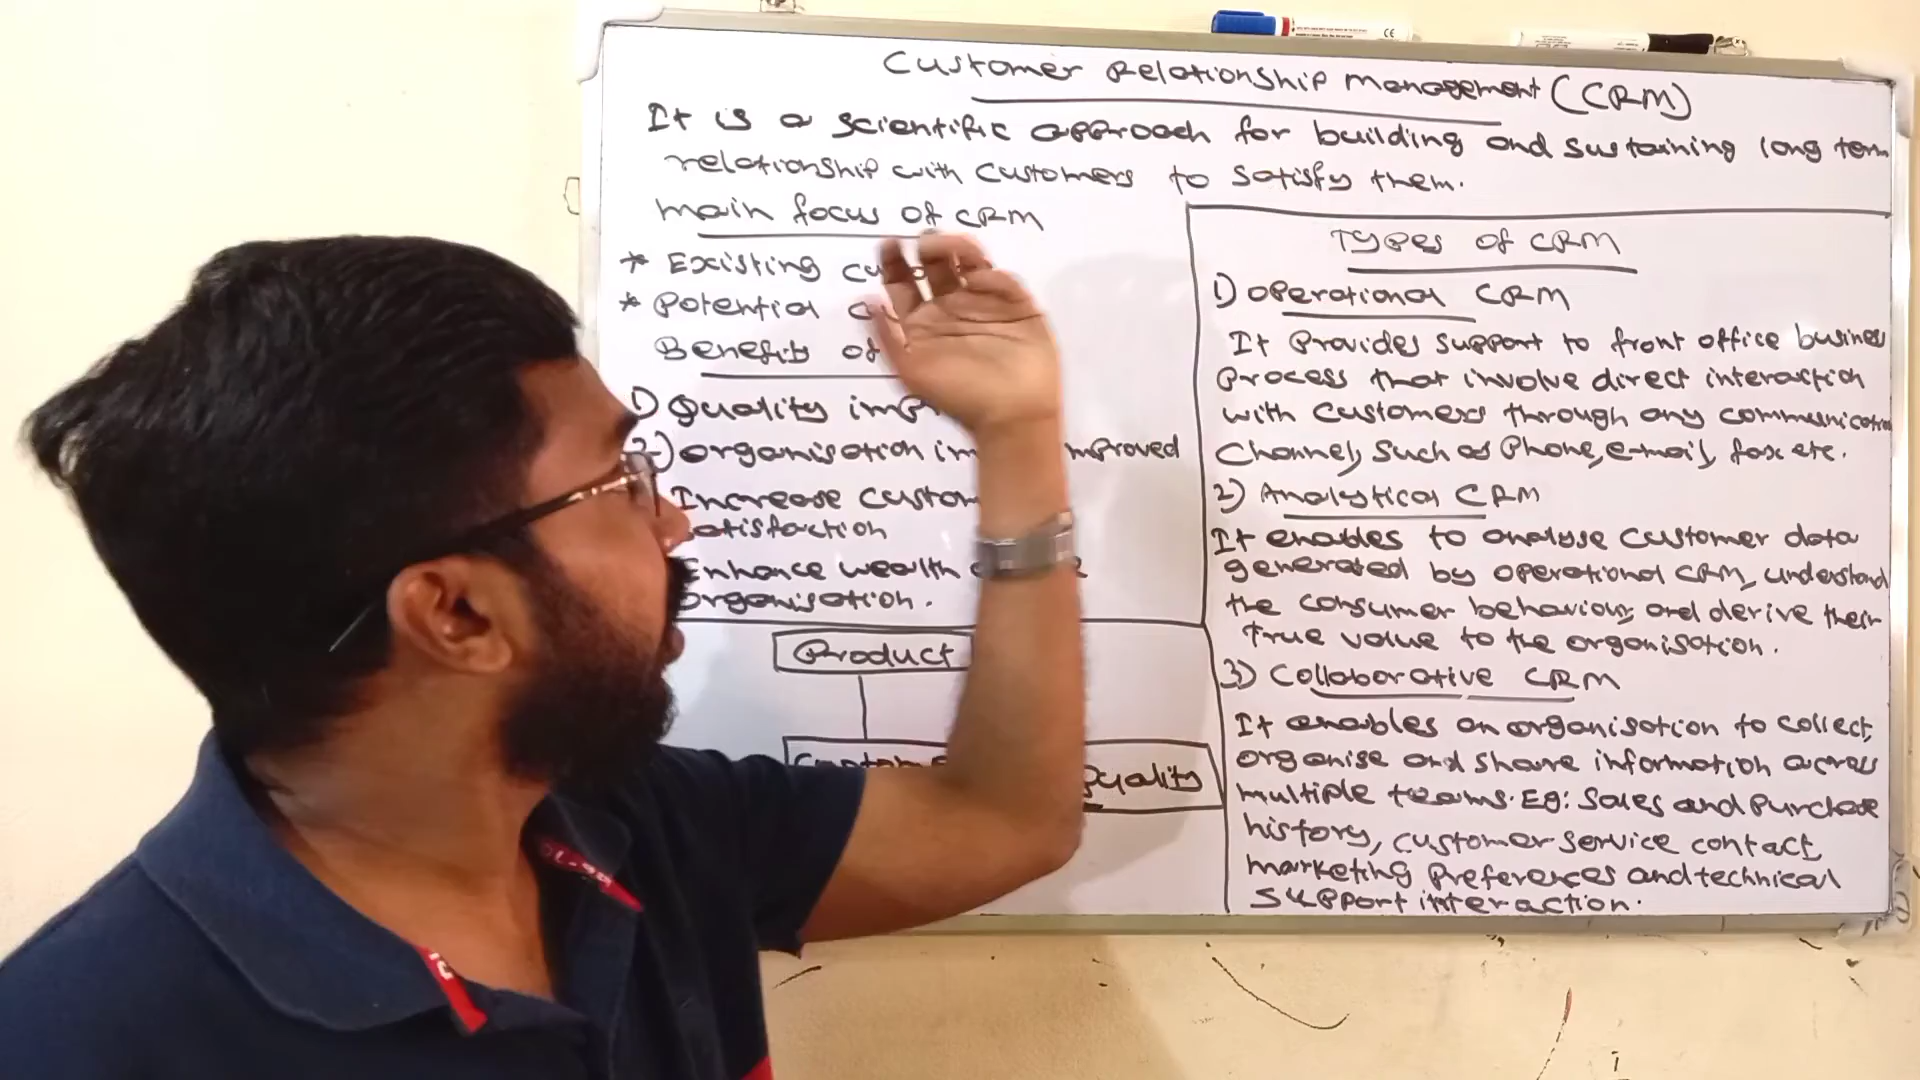 Customer Relationship Management (CRM)
It is a scientific approach for building and sustaining long term
relationship with customers to satisfy them.
main focus of CRM
* Existing
* Potential
Benefits of
1) Quality
2) organisation improved
Increase
satisfaction
Enhance wealth
organisation.
Product
Quality
Types of CRM
1) Operational CRM
It provides support to front office
process that involve direct interaction
with customers through any
Channel, such as Phone, e-mail, fax etc.
2) Analytical CRM
It enables to analyse customer data
generated by operational CRM, understand
the consumer behaviour, and derive their
True value to the organisation.
3) Collaborative CRM
It enables an organisation to collect,
organise and share information across
multiple teams. Eg: Sales and Purchase
history, customer service contact,
marketing Preferences and technical
support interaction.